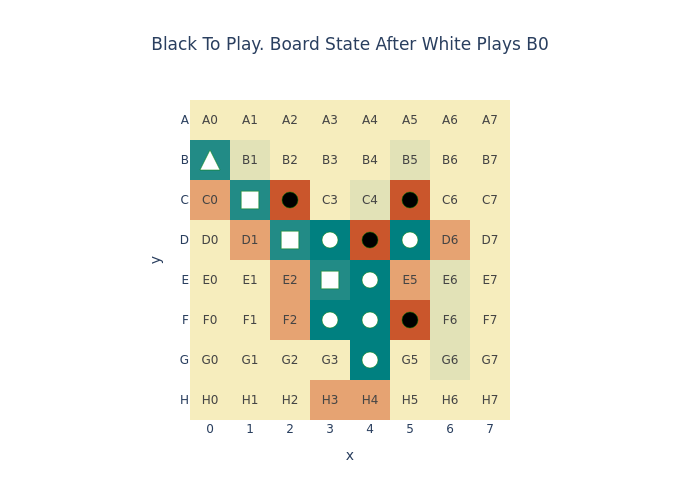 Black To Play. Board State After White Plays B0
A A0 A1 A2 A3 A4 A5 A6 A7
B B1 B2 B3 B4 B5 B6 B7
C C0 C3 C4 C6 C7
D D0 D1 D6 D7
E E0 E1 E2 E5 E6 E7
F F0 F1 F2 F6 F7
G G0 G1 G2 G3 G5 G6 G7
H H0 H1 H2 H3 H4 H5 H6 H7
0 1 2 3 4 5 6 7
x
y